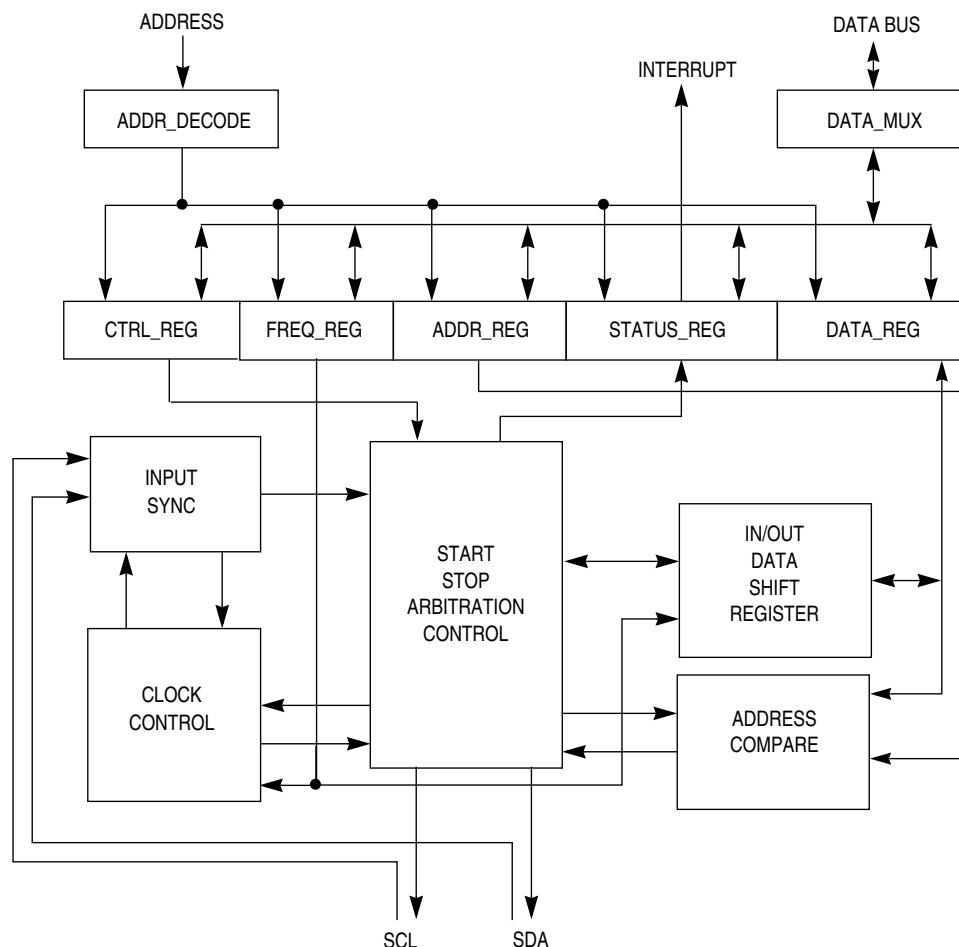 ADDRESS
DATA BUS
INTERRUPT
ADDR_DECODE
DATA_MUX
CTRL_REG
FREQ_REG
ADDR_REG
STATUS_REG
DATA_REG
INPUT
SYNC
START
STOP
ARBITRATION
CONTROL
IN/OUT
DATA
SHIFT
REGISTER
CLOCK
CONTROL
ADDRESS
COMPARE
SCL
SDA